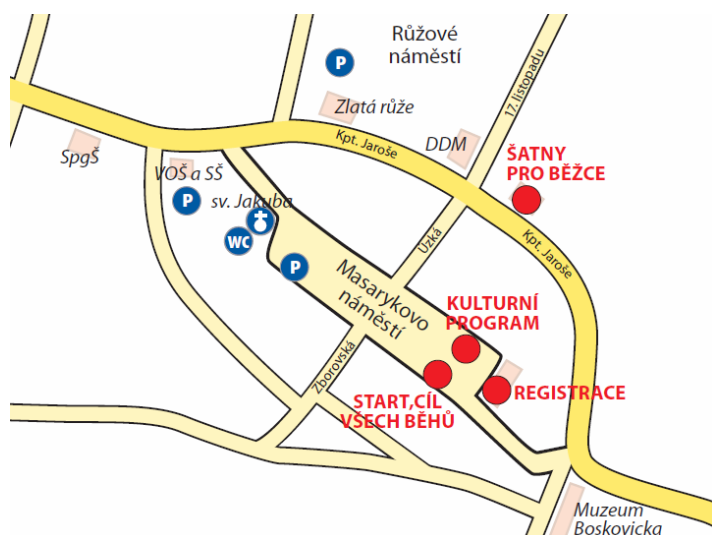 Růžové
náměstí
P
Zlatá růže
17. listopadu
DDM
Kpt. Jaroše
SpgŠ
VOŠ a SŠ
ŠATNY
PRO BĚŽCE
P
sv. Jakuba
WC
Úzká
Kpt. Jaroše
P
Masarykovo
náměstí
KULTURNÍ
PROGRAM
Zborovská
START,CÍL
VŠECH BĚHŮ
REGISTRACE
Muzeum
Boskovicka